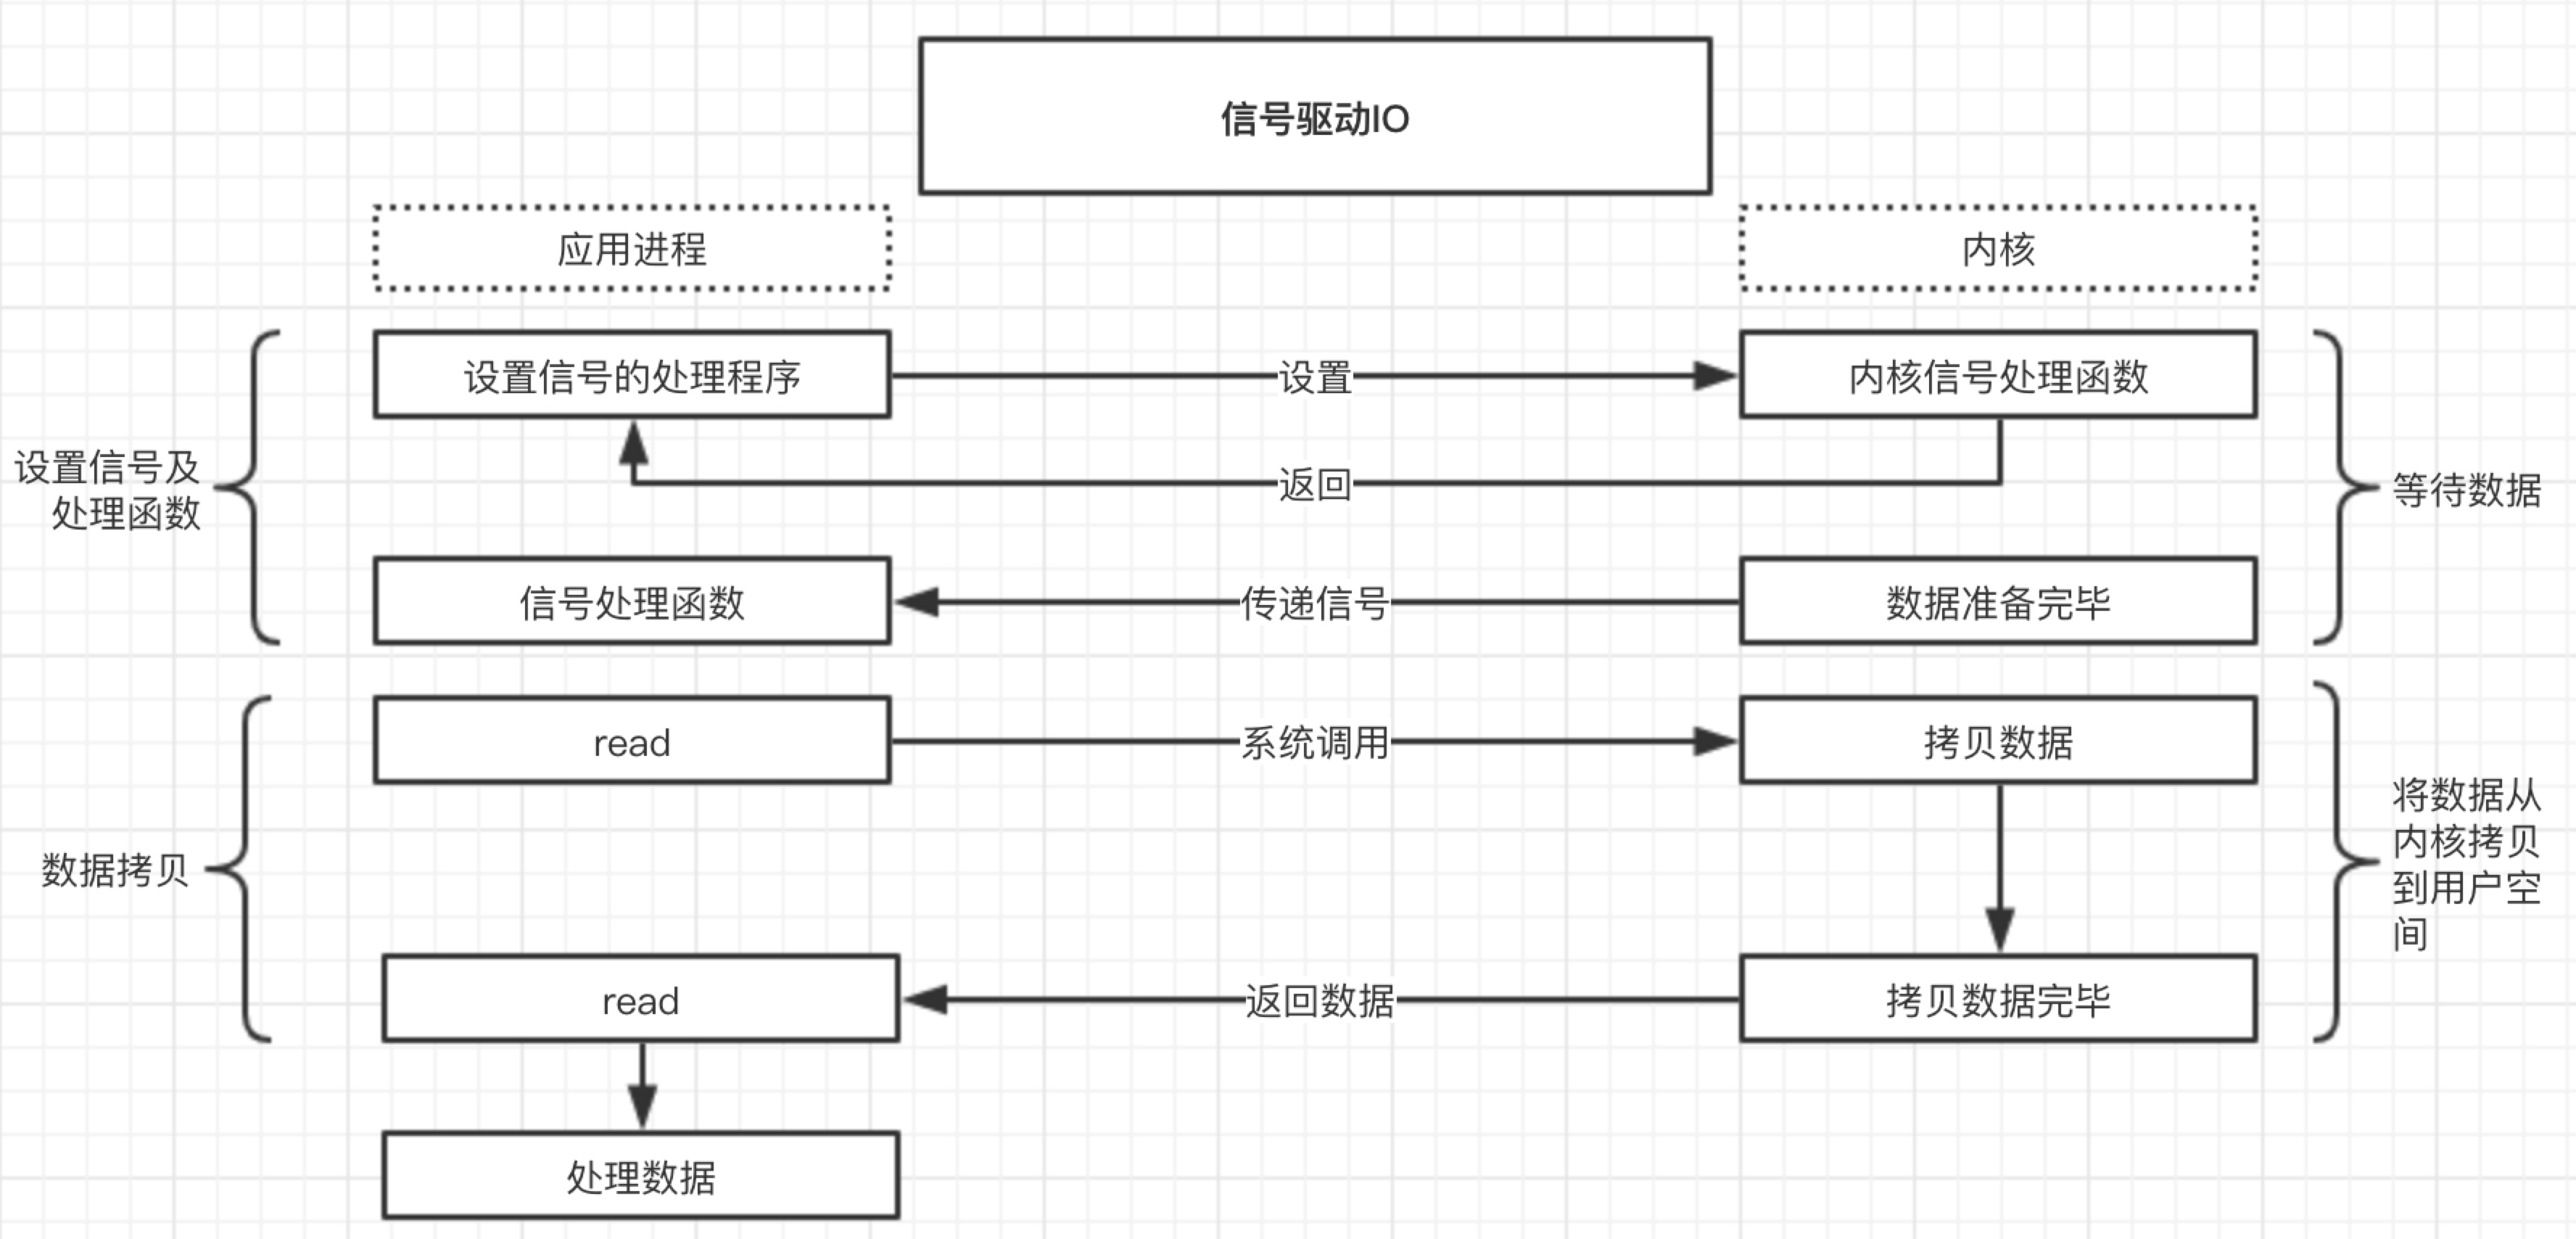 信号驱动IO
应用进程
内核
设置信号的处理程序
设置
内核信号处理函数
设置信号及
处理函数
返回
等待数据
信号处理函数
传递信号
数据准备完毕
read
系统调用
拷贝数据
数据拷贝
将数据从
内核拷贝
到用户空
间
read
返回数据
拷贝数据完毕
处理数据